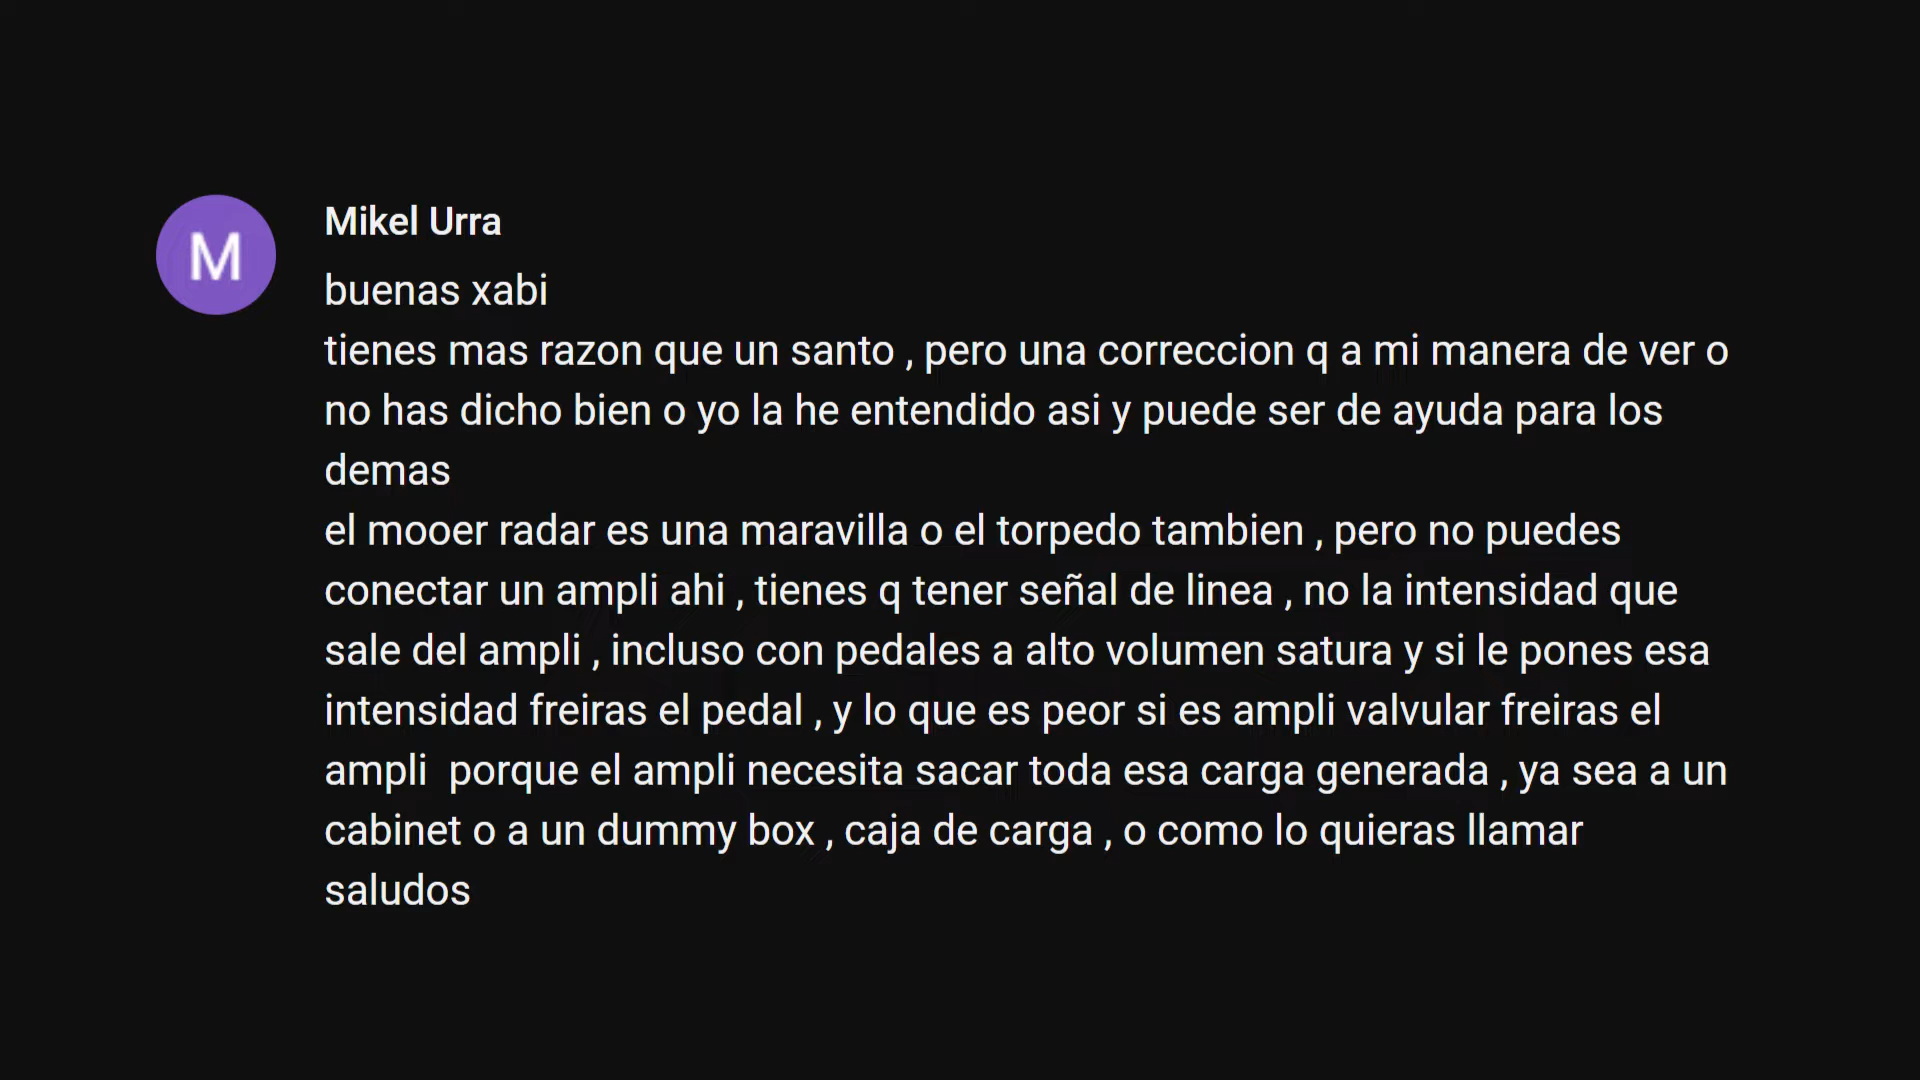 M
Mikel Urra
buenas xabi
tienes mas razon que un santo , pero una correccion q a mi manera de ver o
no has dicho bien o yo la he entendido asi y puede ser de ayuda para los
demas
el mooer radar es una maravilla o el torpedo tambien , pero no puedes
conectar un ampli ahi , tienes q tener señal de linea , no la intensidad que
sale del ampli , incluso con pedales a alto volumen satura y si le pones esa
intensidad freiras el pedal , y lo que es peor si es ampli valvular freiras el
ampli  porque el ampli necesita sacar toda esa carga generada , ya sea a un
cabinet o a un dummy box , caja de carga , o como lo quieras llamar
saludos